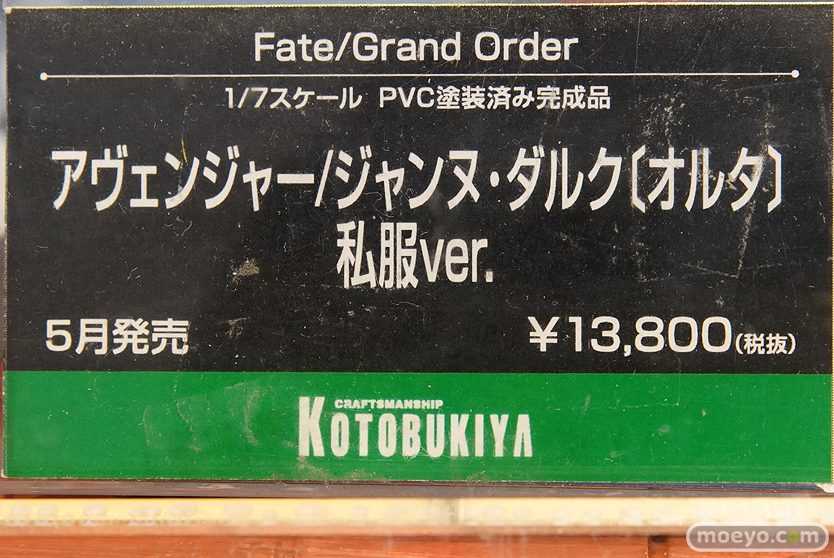 Fate/Grand Order
1/7スケール PVC塗装済み完成品
アヴェンジャー/ジャンヌ・ダルク〔オルタ〕
私服ver.
5月発売
￥13,800(税抜)
CRAFTSMANSHIP
KOTOBUKIYA
moeyo.com